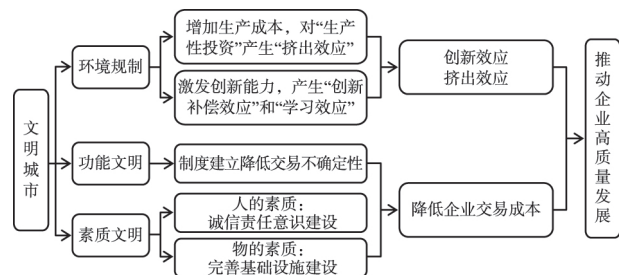 文明城市
环境规制
功能文明
素质文明
增加生产成本，对“生产
性投资”产生“挤出效应”
激发创新能力，产生“创新
补偿效应”和“学习效应”
制度建立降低交易不确定性
人的素质：
诚信责任意识建设
物的素质：
完善基础设施建设
创新效应
挤出效应
降低企业交易成本
推动企业高质量发展